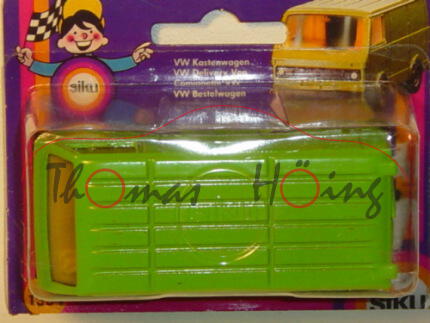 VW Kastenwagen
VW Delivery Van
VW Bestelwagen
siku
Thomas Höing
SIKU